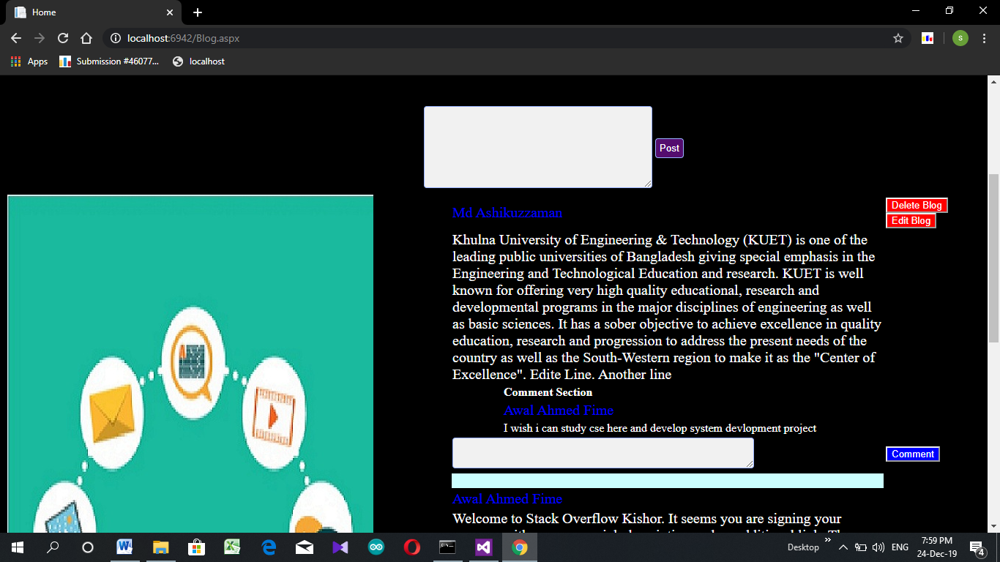 Home
localhost:6942/Blog.aspx
s
Apps
Submission #46077...
localhost
Post
Md Ashikuzzaman
Delete Blog
Edit Blog
Khulna University of Engineering & Technology (KUET) is one of the
leading public universities of Bangladesh giving special emphasis in the
Engineering and Technological Education and research. KUET is well
known for offering very high quality educational, research and
developmental programs in the major disciplines of engineering as well
as basic sciences. It has a sober objective to achieve excellence in quality
education, research and progression to address the present needs of the
country as well as the South-Western region to make it as the "Center of
Excellence". Edite Line. Another line
Comment Section
Awal Ahmed Fime
I wish i can study cse here and develop system devlopment project
Comment
Awal Ahmed Fime
Welcome to Stack Overflow Kishor. It seems you are signing your
Desktop
ENG
7:59 PM
24-Dec-19
4